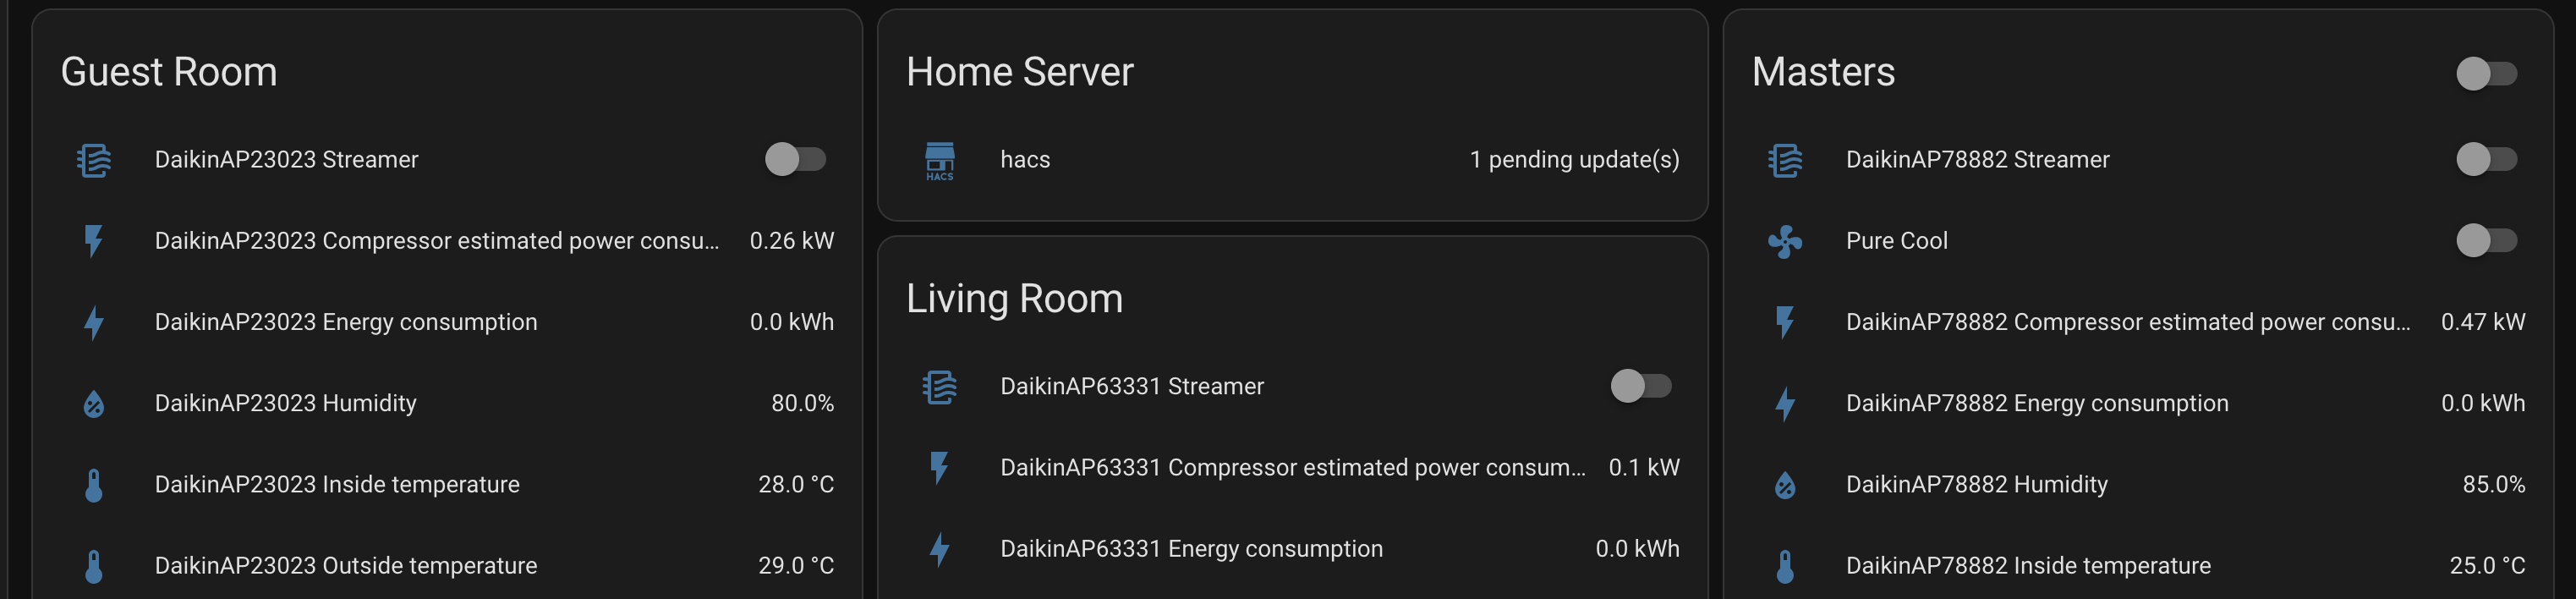 Guest Room
DaikinAP23023 Streamer
DaikinAP23023 Compressor estimated power consu... 0.26 kW
DaikinAP23023 Energy consumption 0.0 kWh
DaikinAP23023 Humidity 80.0%
DaikinAP23023 Inside temperature 28.0 °C
DaikinAP23023 Outside temperature 29.0 °C
Home Server
HACS hacs 1 pending update(s)
Living Room
DaikinAP63331 Streamer
DaikinAP63331 Compressor estimated power consum... 0.1 kW
DaikinAP63331 Energy consumption 0.0 kWh
Masters
DaikinAP78882 Streamer
Pure Cool
DaikinAP78882 Compressor estimated power consu... 0.47 kW
DaikinAP78882 Energy consumption 0.0 kWh
DaikinAP78882 Humidity 85.0%
DaikinAP78882 Inside temperature 25.0 °C